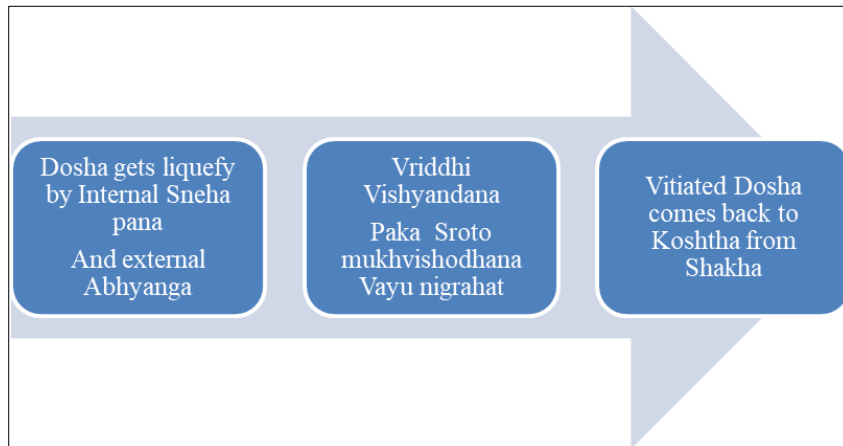 Dosha gets liquefy
by Internal Sneha
pana
And external
Abhyanga
Vriddhi
Vishyandana
Paka Sroto
mukhvishodhana
Vayu nigrahat
Vitiated Dosha
comes back to
Koshtha from
Shakha